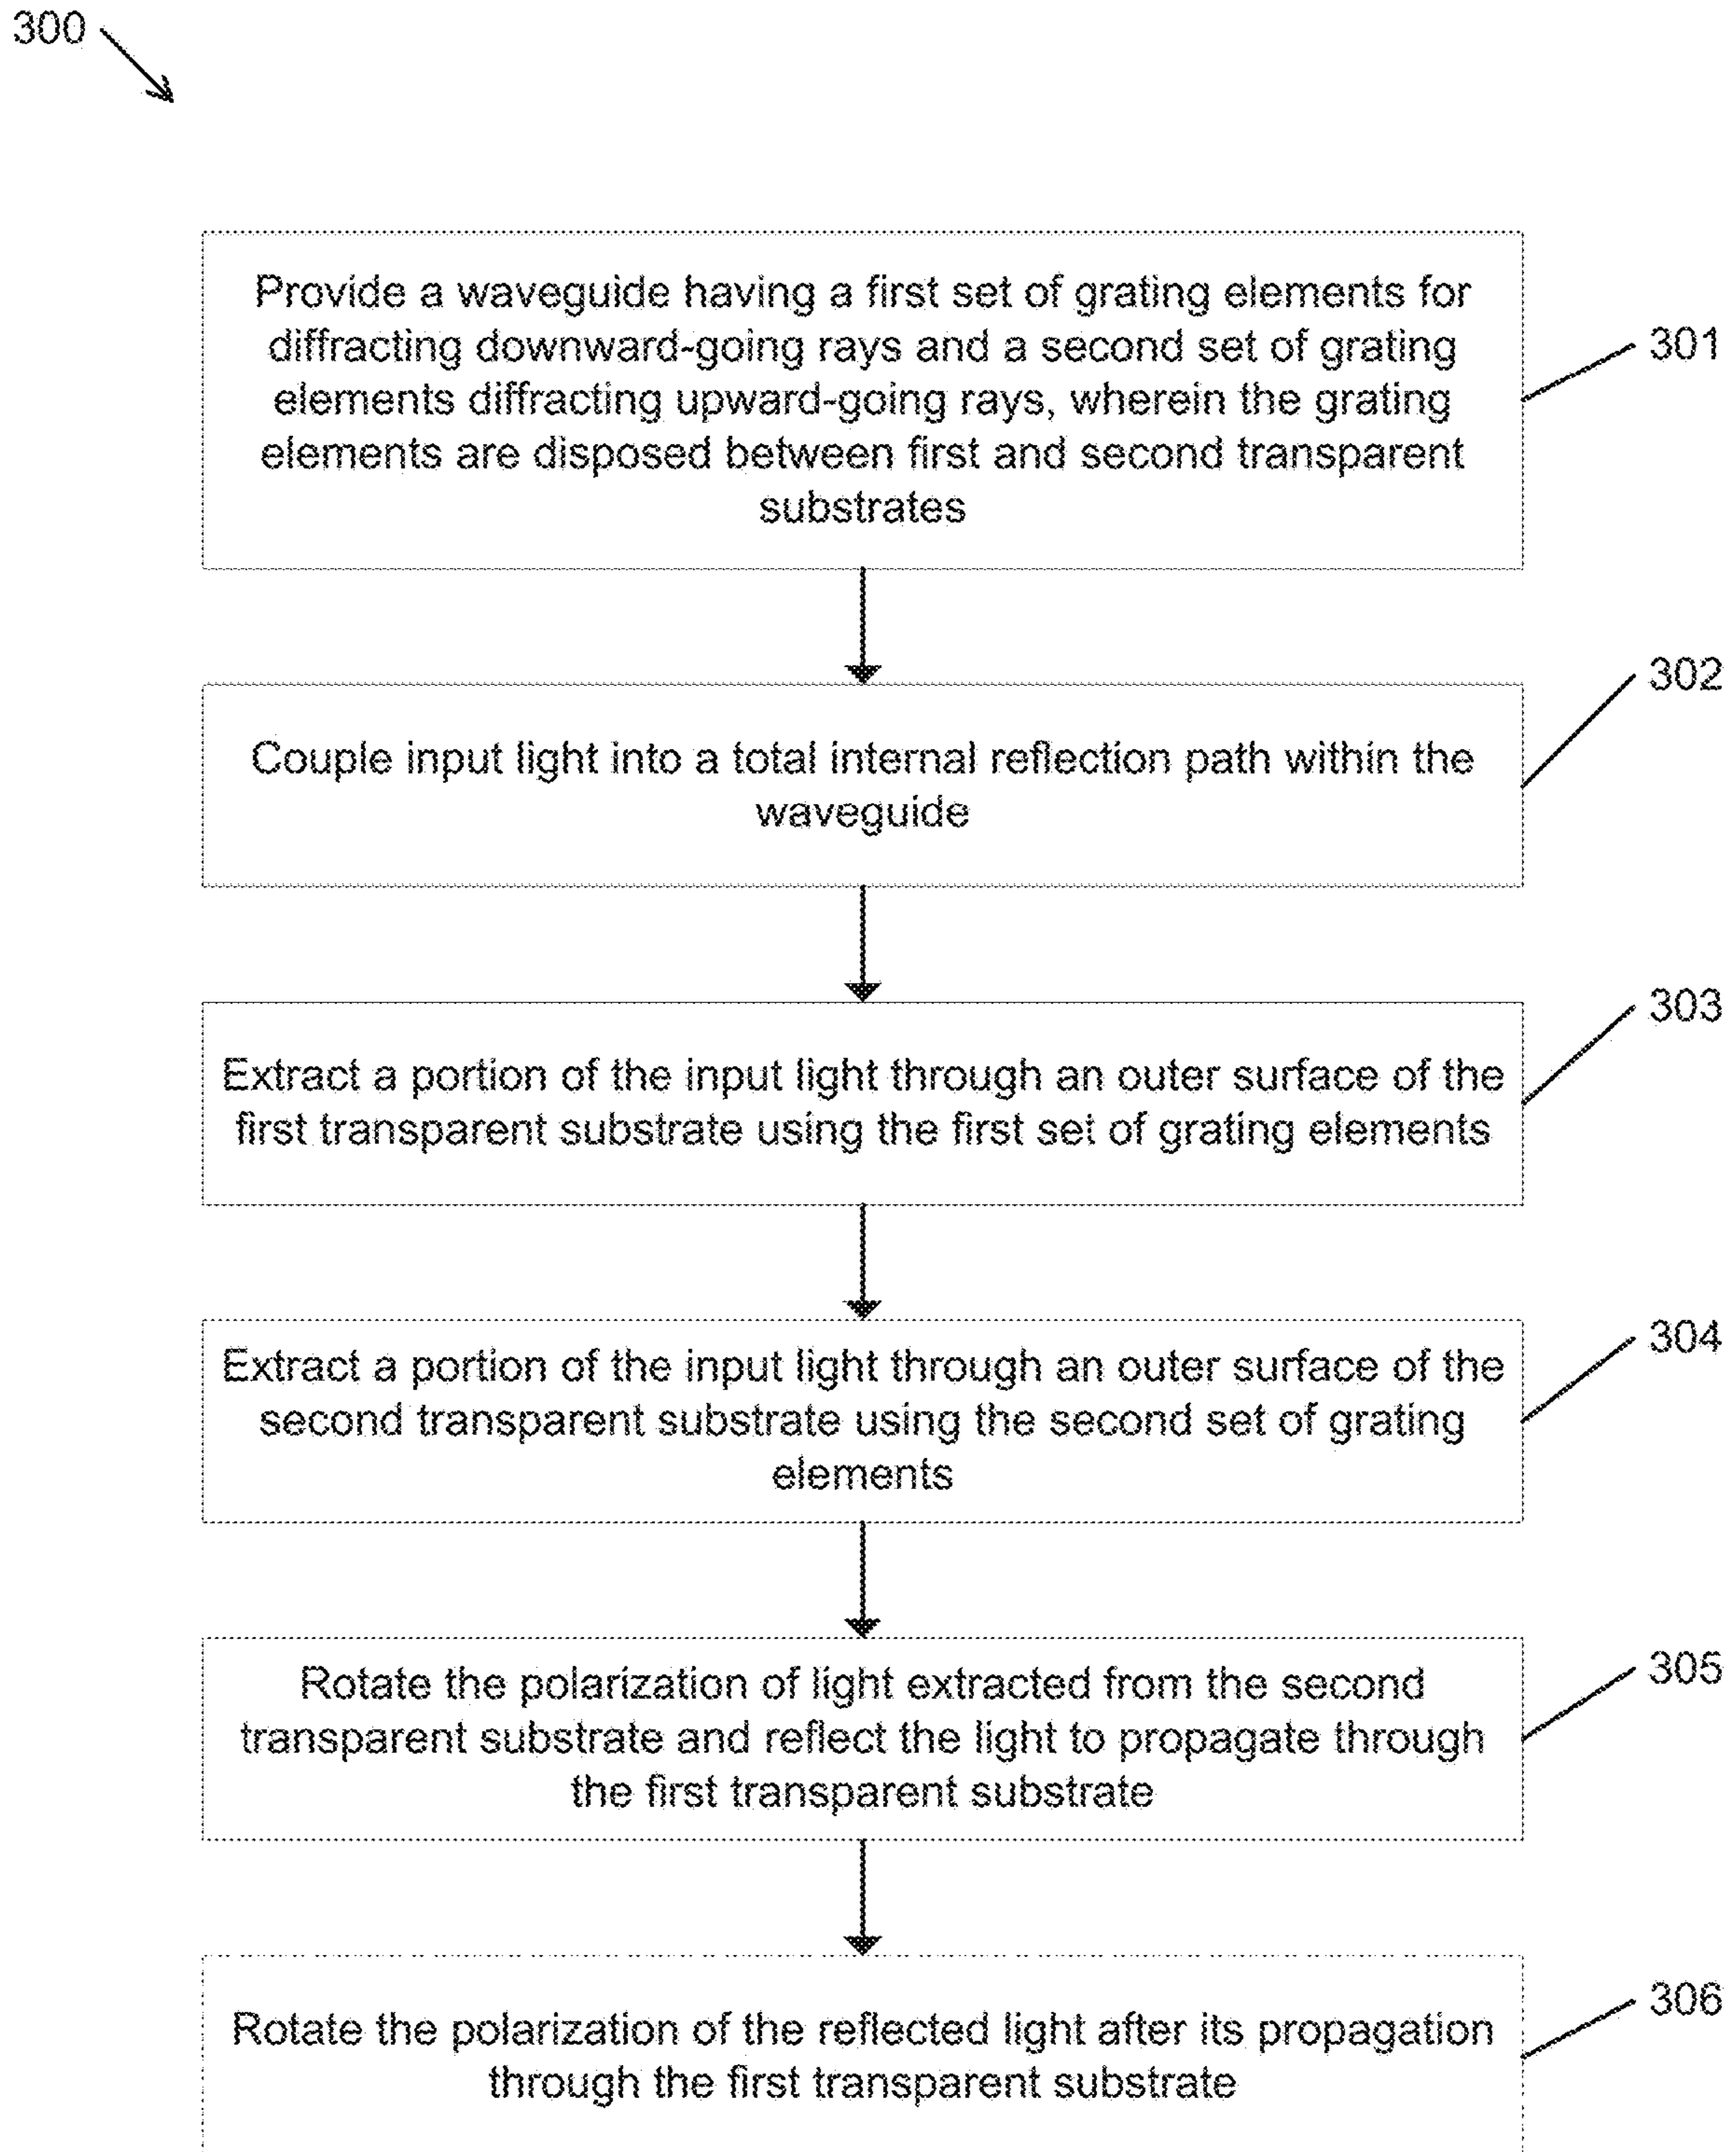 300
Provide a waveguide having a first set of grating elements for
diffracting downward-going rays and a second set of grating
elements diffracting upward-going rays, wherein the grating
elements are disposed between first and second transparent
substrates
301
Couple input light into a total internal reflection path within the
waveguide
302
Extract a portion of the input light through an outer surface of the
first transparent substrate using the first set of grating elements
303
Extract a portion of the input light through an outer surface of the
second transparent substrate using the second set of grating
elements
304
Rotate the polarization of light extracted from the second
transparent substrate and reflect the light to propagate through
the first transparent substrate
305
Rotate the polarization of the reflected light after its propagation
through the first transparent substrate
306